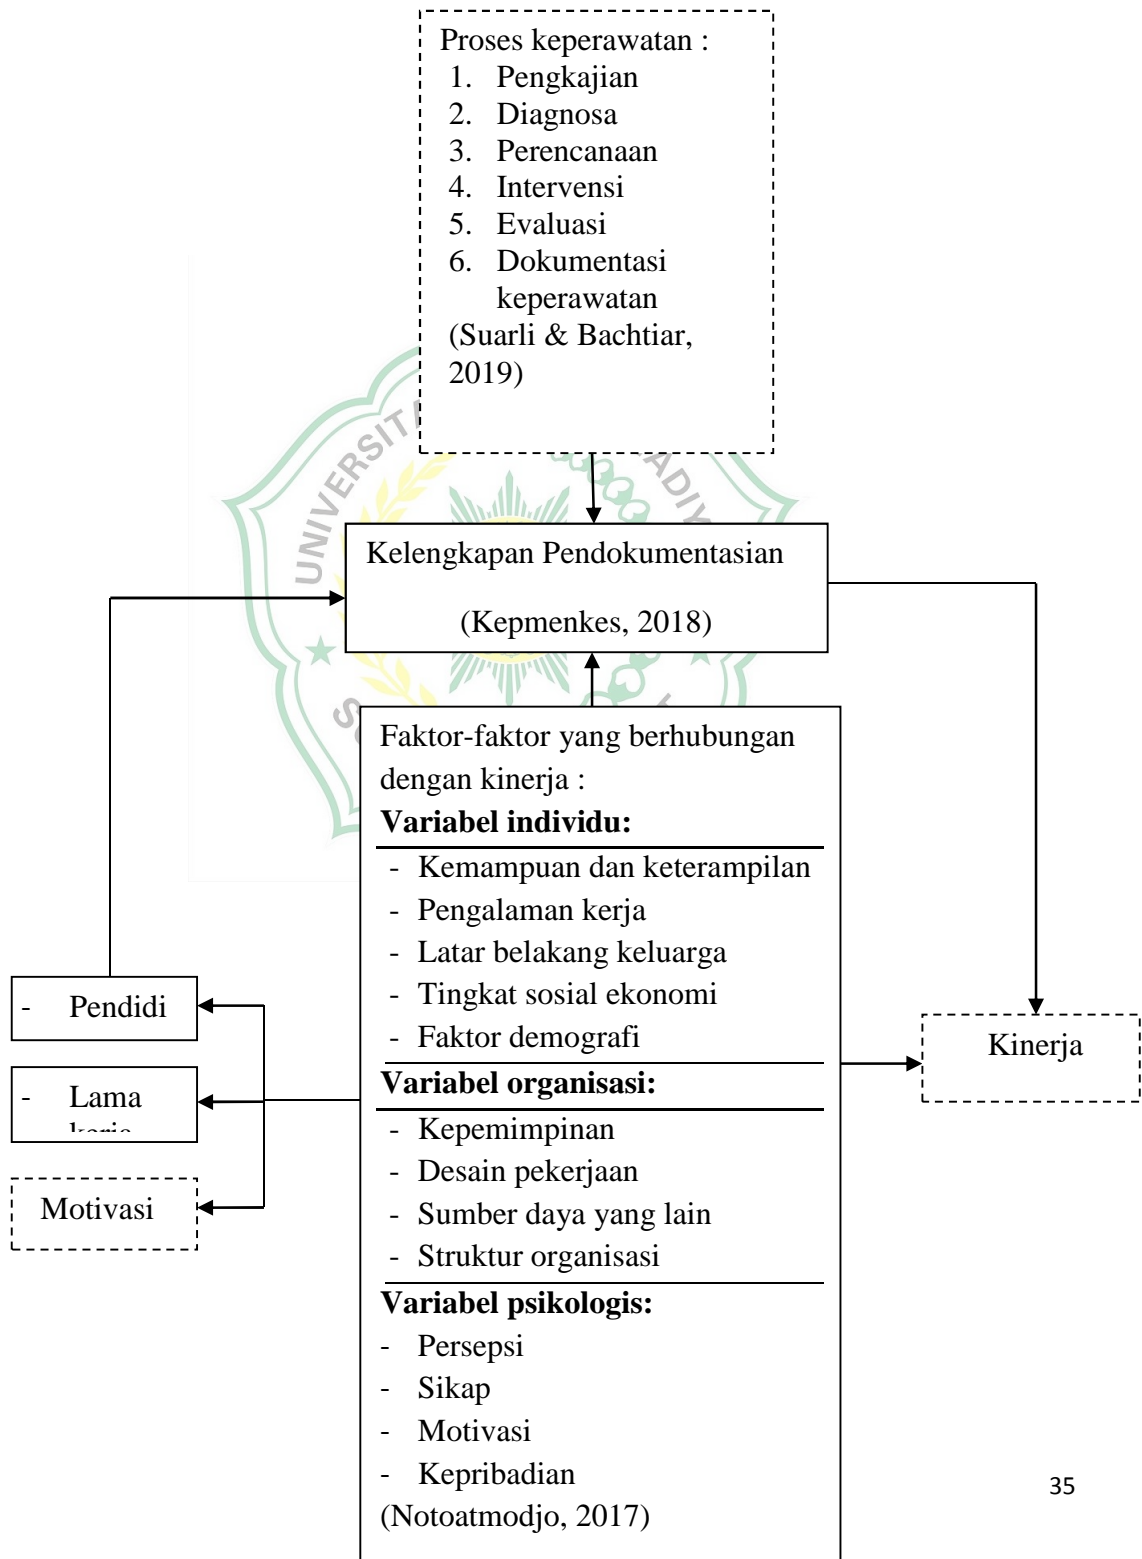 Proses keperawatan :
1. Pengkajian
2. Diagnosa
3. Perencanaan
4. Intervensi
5. Evaluasi
6. Dokumentasi
keperawatan
(Suarli & Bachtiar,
2019)
Kelengkapan Pendokumentasian
(Kepmenkes, 2018)
Faktor-faktor yang berhubungan
dengan kinerja :
Variabel individu:
- Kemampuan dan keterampilan
- Pengalaman kerja
- Latar belakang keluarga
- Tingkat sosial ekonomi
- Faktor demografi
Variabel organisasi:
- Kepemimpinan
- Desain pekerjaan
- Sumber daya yang lain
- Struktur organisasi
Variabel psikologis:
- Persepsi
- Sikap
- Motivasi
- Kepribadian
(Notoatmodjo, 2017)
- Pendidi
- Lama
Motivasi
Kinerja
35